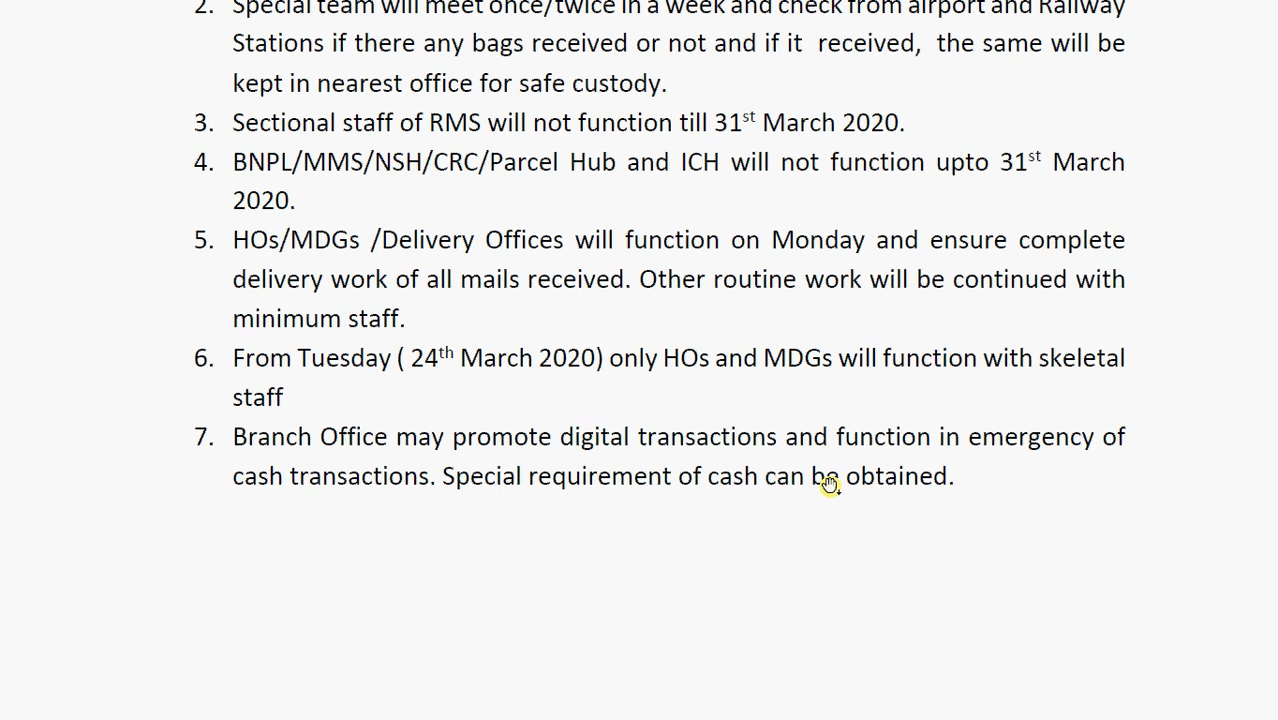 2. Special team will meet once/twice in a week and check from airport and Railway
Stations if there any bags received or not and if it  received,  the same will be
kept in nearest office for safe custody.
3. Sectional staff of RMS will not function till 31st March 2020.
4. BNPL/MMS/NSH/CRC/Parcel Hub and ICH will not function upto 31st March
2020.
5. HOs/MDGs /Delivery Offices will function on Monday and ensure complete
delivery work of all mails received. Other routine work will be continued with
minimum staff.
6. From Tuesday ( 24th March 2020) only HOs and MDGs will function with skeletal
staff
7. Branch Office may promote digital transactions and function in emergency of
cash transactions. Special requirement of cash can be obtained.